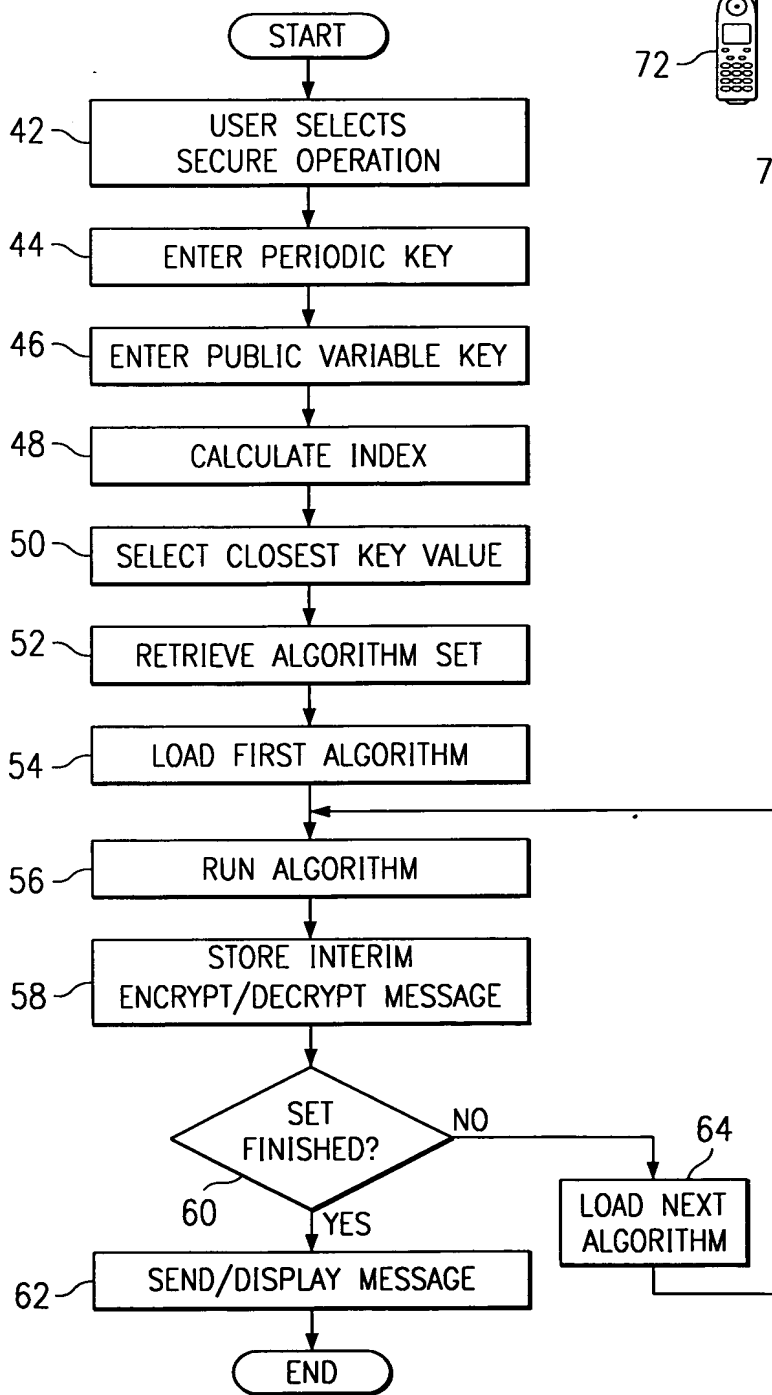 START
72
42
USER SELECTS
SECURE OPERATION
7
44
ENTER PERIODIC KEY
46
ENTER PUBLIC VARIABLE KEY
48
CALCULATE INDEX
50
SELECT CLOSEST KEY VALUE
52
RETRIEVE ALGORITHM SET
54
LOAD FIRST ALGORITHM
56
RUN ALGORITHM
58
STORE INTERIM
ENCRYPT/DECRYPT MESSAGE
SET
FINISHED?
NO
60
YES
64
LOAD NEXT
ALGORITHM
62
SEND/DISPLAY MESSAGE
END